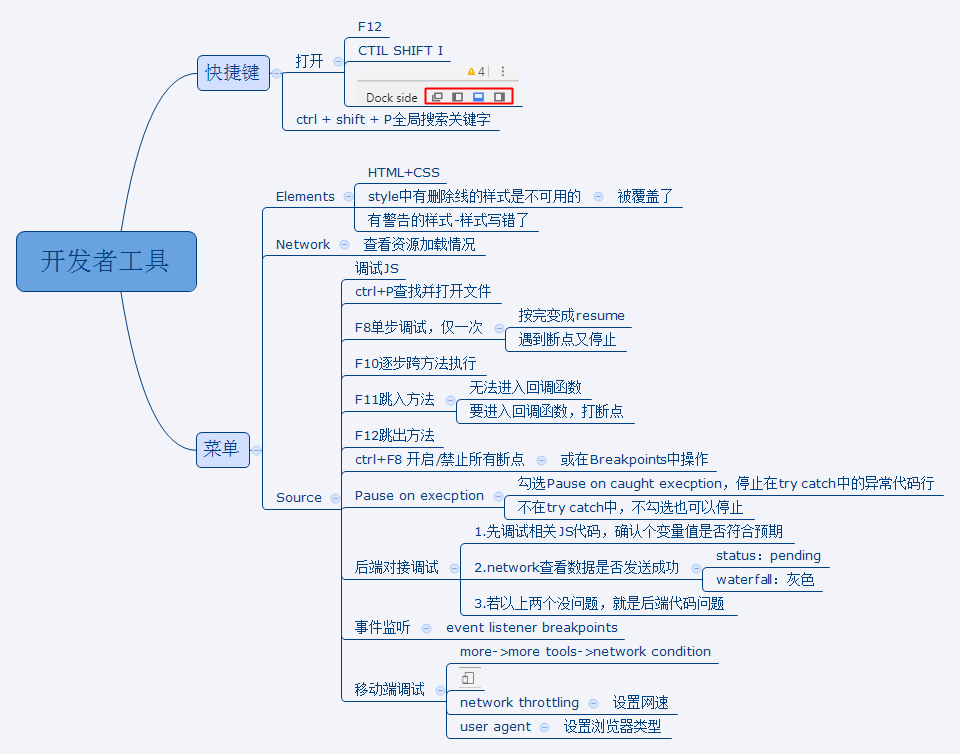 开发者工具
快捷键
打开
F12
CTIL SHIFT I
4
Dock side
ctrl + shift + P全局搜索关键字
菜单
Elements
HTML+CSS
style中有删除线的样式是不可用的
被覆盖了
有警告的样式-样式写错了
Network
查看资源加载情况
Source
调试JS
ctrl+P查找并打开文件
F8单步调试，仅一次
按完变成resume
遇到断点又停止
F10逐步跨方法执行
F11跳入方法
无法进入回调函数
要进入回调函数，打断点
F12跳出方法
ctrl+F8 开启/禁止所有断点
或在Breakpoints中操作
Pause on execption
勾选Pause on caught execption，停止在try catch中的异常代码行
不在try catch中，不勾选也可以停止
后端对接调试
1.先调试相关JS代码，确认个变量值是否符合预期
2.network查看数据是否发送成功
status：pending
waterfall：灰色
3.若以上两个没问题，就是后端代码问题
事件监听
event listener breakpoints
移动端调试
more->more tools->network condition
network throttling
设置网速
user agent
设置浏览器类型